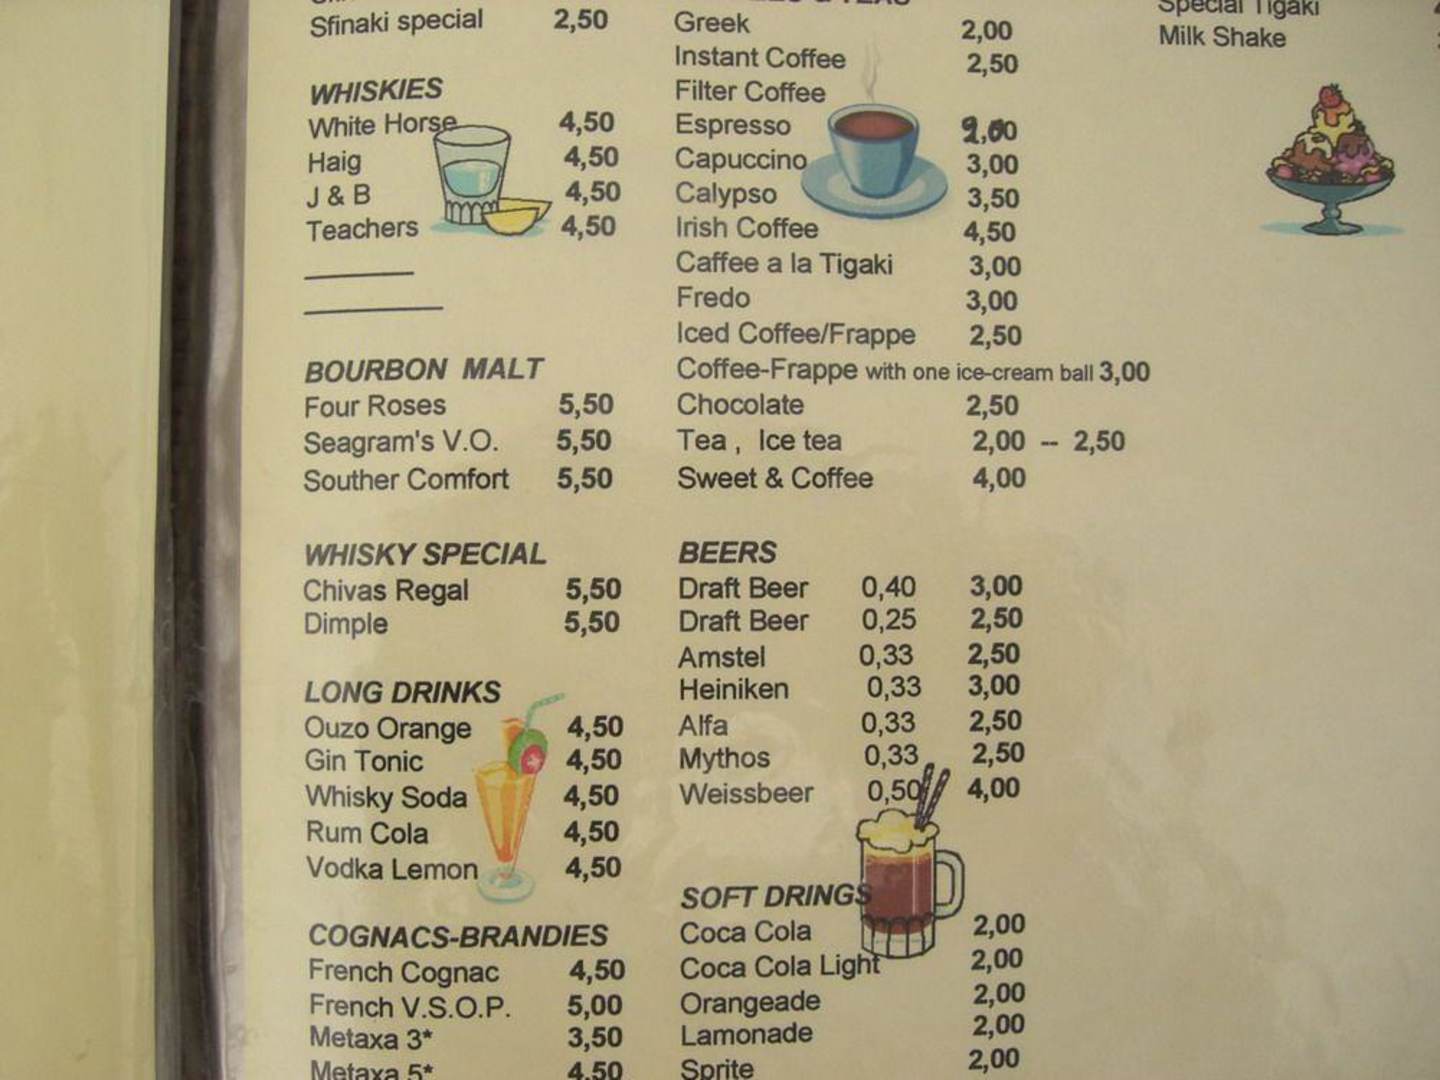 Sfinaki special 2,50
WHISKIES
White Horse 4,50
Haig 4,50
J & B 4,50
Teachers 4,50
BOURBON MALT
Four Roses 5,50
Seagram's V.O. 5,50
Souther Comfort 5,50
WHISKY SPECIAL
Chivas Regal 5,50
Dimple 5,50
LONG DRINKS
Ouzo Orange 4,50
Gin Tonic 4,50
Whisky Soda 4,50
Rum Cola 4,50
Vodka Lemon 4,50
COGNACS-BRANDIES
French Cognac 4,50
French V.S.O.P. 5,00
Metaxa 3* 3,50
Metaxa 5* 4,50
Greek 2,00
Instant Coffee 2,50
Filter Coffee
Espresso
Capuccino 3,00
Calypso 3,50
Irish Coffee 4,50
Caffee a la Tigaki 3,00
Fredo 3,00
Iced Coffee/Frappe 2,50
Coffee-Frappe with one ice-cream ball 3,00
Chocolate 2,50
Tea , Ice tea 2,00 -- 2,50
Sweet & Coffee 4,00
BEERS
Draft Beer 0,40 3,00
Draft Beer 0,25 2,50
Amstel 0,33 2,50
Heiniken 0,33 3,00
Alfa 0,33 2,50
Mythos 0,33 2,50
Weissbeer 0,50 4,00
SOFT DRINGS
Coca Cola 2,00
Coca Cola Light 2,00
Orangeade 2,00
Lamonade 2,00
Sprite 2,00
Special Tigaki
Milk Shake